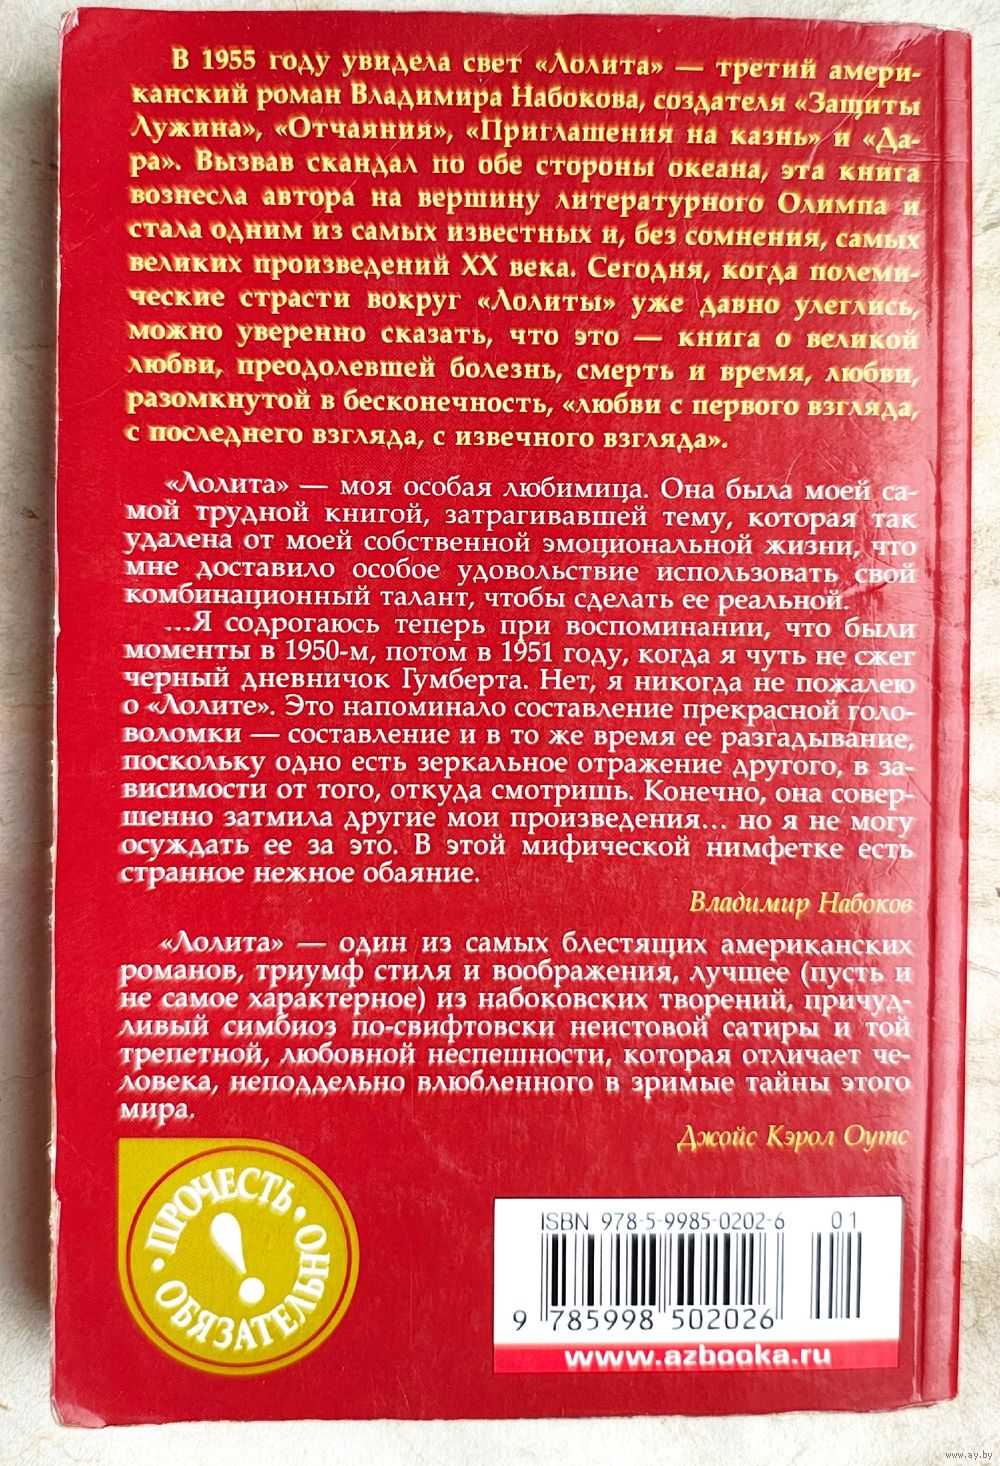 В 1955 году увидела свет «Лолита» — третий амери-
канский роман Владимира Набокова, создателя «Защиты
Лужина», «Отчаяния», «Приглашения на казнь» и «Да-
ра». Вызвав скандал по обе стороны океана, эта книга
вознесла автора на вершину литературного Олимпа и
стала одним из самых известных и, без сомнения, самых
великих произведений XX века. Сегодня, когда полеми-
ческие страсти вокруг «Лолиты» уже давно улеглись,
можно уверенно сказать, что это — книга о великой
любви, преодолевшей болезнь, смерть и время, любви,
разомкнутой в бесконечность, «любви с первого взгляда,
с последнего взгляда, с извечного взгляда».
«Лолита» — моя особая любимица. Она была моей са-
мой трудной книгой, затрагивавшей тему, которая так
удалена от моей собственной эмоциональной жизни, что
мне доставило особое удовольствие использовать свой
комбинационный талант, чтобы сделать ее реальной.
...Я содрогаюсь теперь при воспоминании, что были
моменты в 1950-м, потом в 1951 году, когда я чуть не сжег
черный дневничок Гумберта. Нет, я никогда не пожалею
о «Лолите». Это напоминало составление прекрасной голо-
воломки — составление и в то же время ее разгадывание,
поскольку одно есть зеркальное отражение другого, в за-
висимости от того, откуда смотришь. Конечно, она совер-
шенно затмила другие мои произведения... но я не могу
осуждать ее за это. В этой мифической нимфетке есть
странное нежное обаяние.
Владимир Набоков
«Лолита» — один из самых блестящих американских
романов, триумф стиля и воображения, лучшее (пусть и
не самое характерное) из набоковских творений, причуд-
ливый симбиоз по-свифтовски неистовой сатиры и той
трепетной, любовной неспешности, которая отличает че-
ловека, неподдельно влюбленного в зримые тайны этого
мира.
Джойс Кэрол Оутс
• ПРОЧЕСТЬ •
ОБЯЗАТЕЛЬНО
!
ISBN 978-5-9985-0202-6 01
9 785998 502026
www.azbooka.ru
www.ay.by